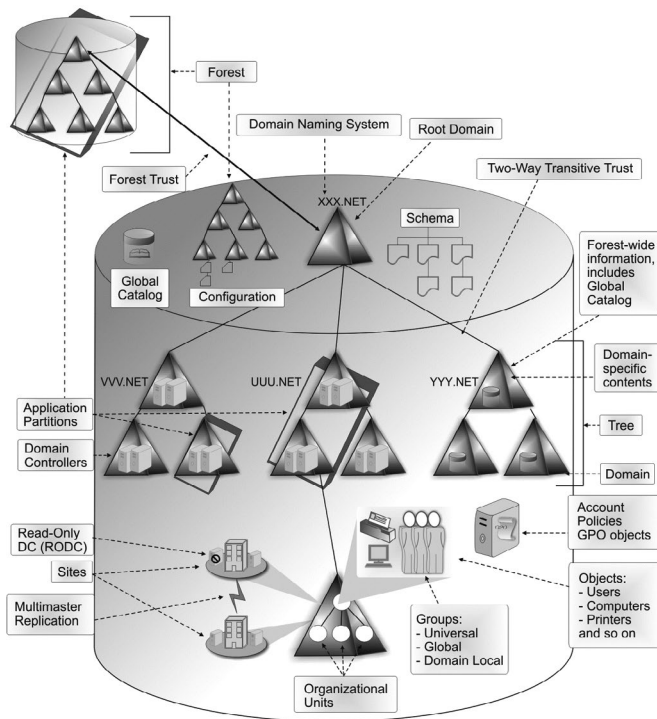 Forest
Domain Naming System
Root Domain
Forest Trust
Two-Way Transitive Trust
XXX.NET
Schema
Global
Catalog
Configuration
Forest-wide
information,
includes
Global
Catalog
VVV.NET
UUU.NET
YYY.NET
Domain-
specific
contents
Application
Partitions
Tree
Domain
Controllers
Domain
Account
Policies
GPO objects
Read-Only
DC (RODC)
Sites
Multimaster
Replication
Objects:
- Users
- Computers
- Printers
and so on
Groups:
- Universal
- Global
- Domain Local
Organizational
Units